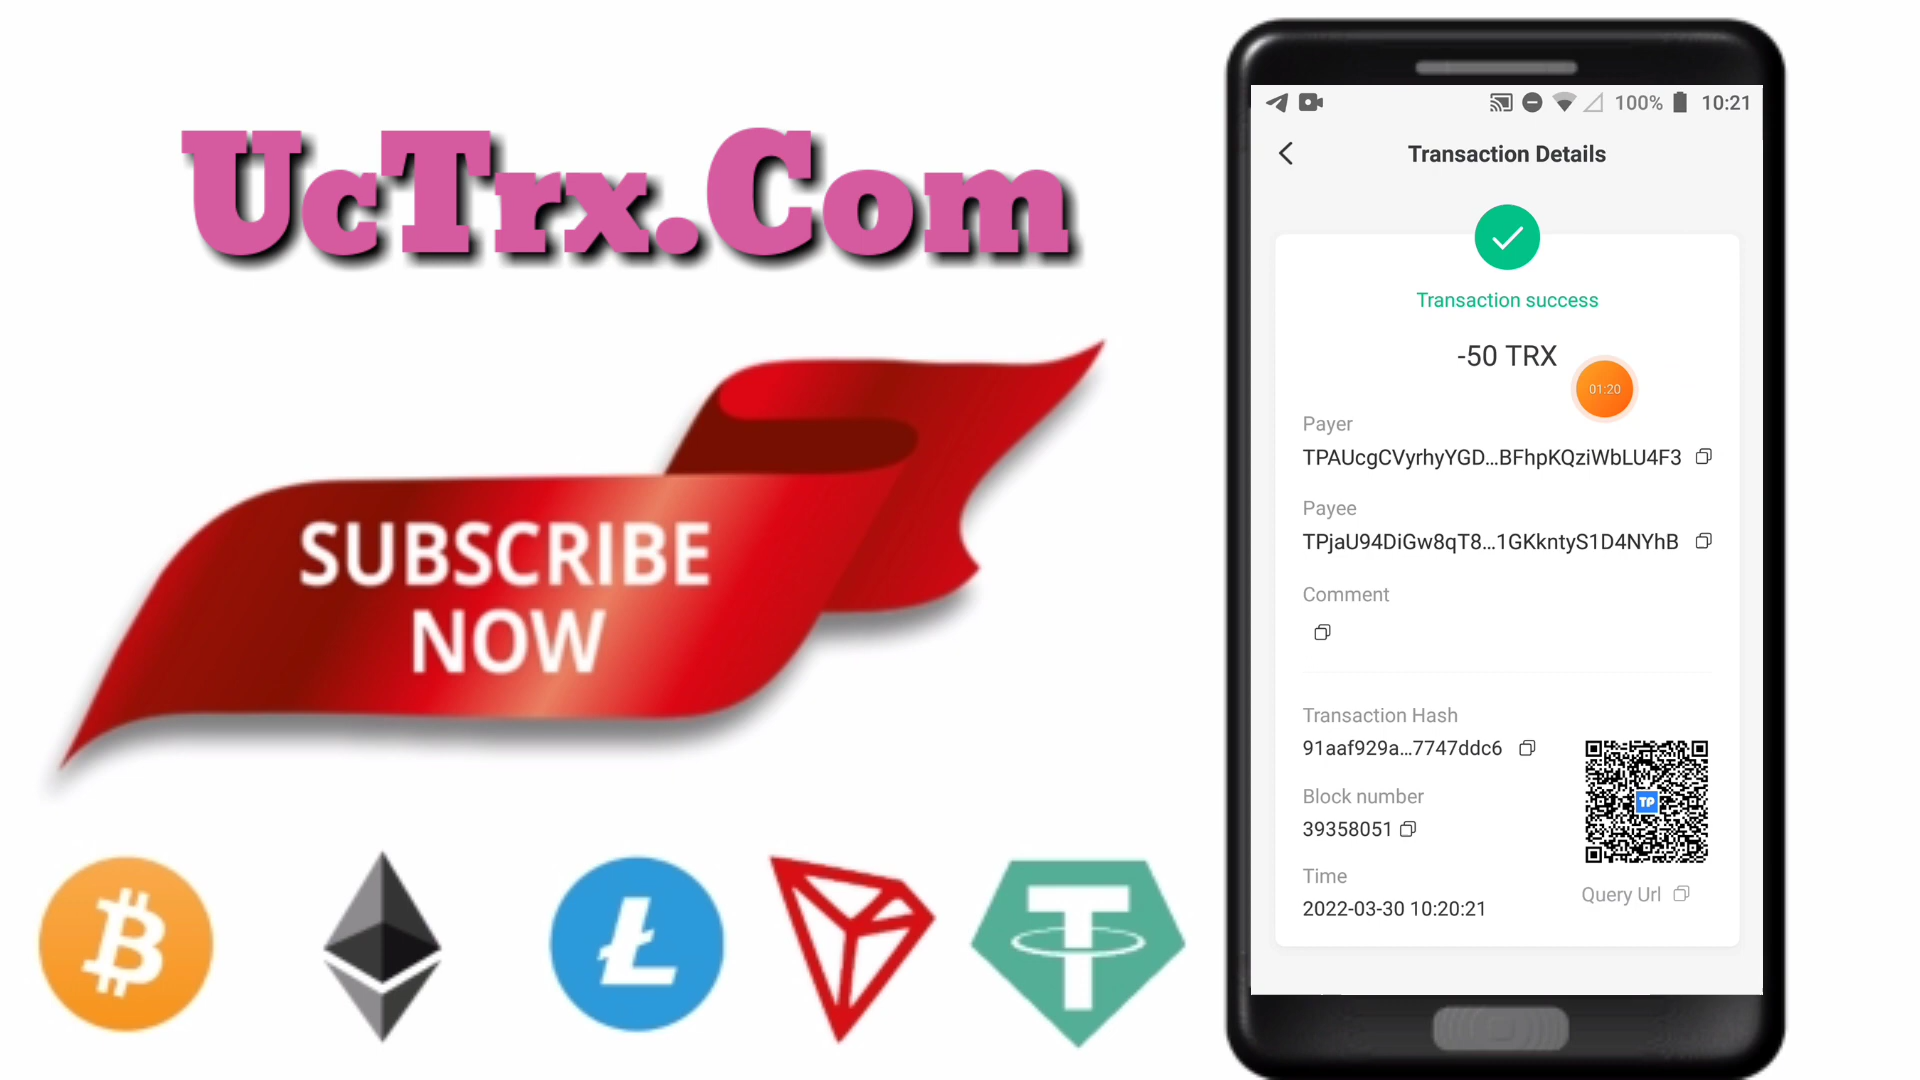 UcTrx.Com
SUBSCRIBE
NOW
100% 10:21
Transaction Details
Transaction success
-50 TRX
01:20
Payer
TPAUcgCVyrhyYGD...BFhpKQziWbLU4F3
Payee
TPjaU94DiGw8qT8...1GKkntyS1D4NYhB
Comment
Transaction Hash
91aaf929a...7747ddc6
Block number
39358051
TP
Time
2022-03-30 10:20:21
Query Url